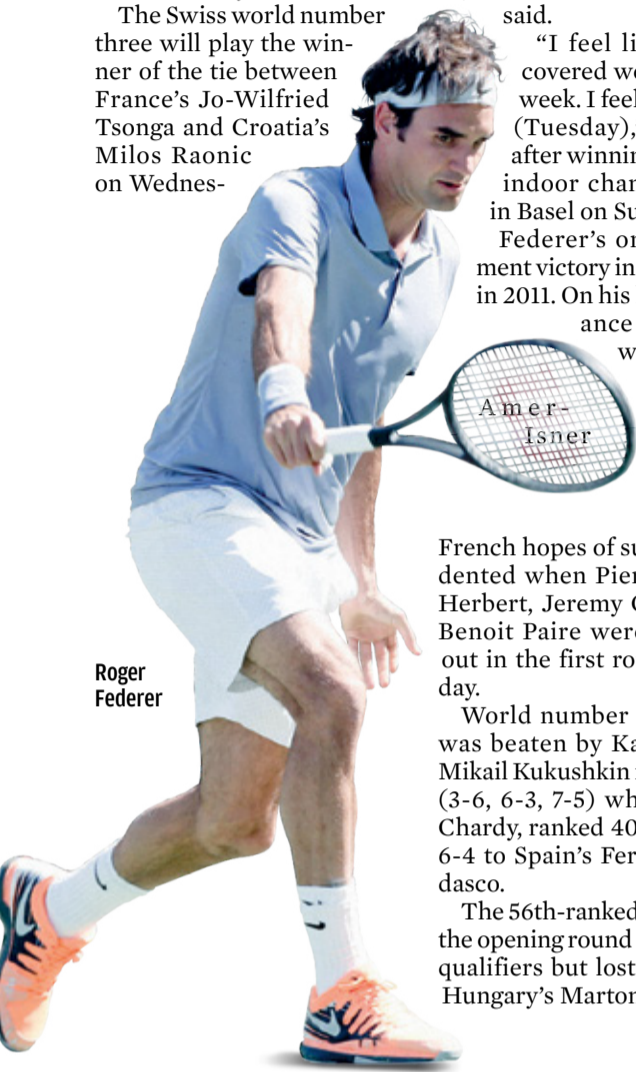 The Swiss world number
three will play the win-
ner of the tie between
France’s Jo-Wilfried
Tsonga and Croatia’s
Milos Raonic
on Wednes-
said.
“I feel li
covered we
week. I feel
(Tuesday),
after winnin
indoor chan
in Basel on Su
Federer’s on
ment victory in
in 2011. On his
ance
w
Amer-
Isner
French hopes of su
dented when Pier
Herbert, Jeremy C
Benoit Paire were
out in the first ro
day.
World number
was beaten by Ka
Mikail Kukushkin
(3-6, 6-3, 7-5) wh
Chardy, ranked 40
6-4 to Spain’s Fer
dasco.
The 56th-ranked
the opening round
qualifiers but lost
Hungary’s Marton
Roger
Federer